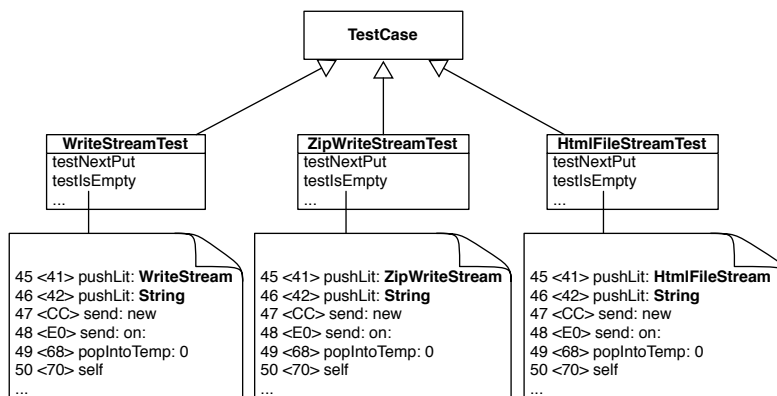 TestCase
WriteStreamTest
testNextPut
testIsEmpty
...
ZipWriteStreamTest
testNextPut
testIsEmpty
...
HtmlFileStreamTest
testNextPut
testIsEmpty
...
45 <41> pushLit: WriteStream
46 <42> pushLit: String
47 <CC> send: new
48 <E0> send: on:
49 <68> popIntoTemp: 0
50 <70> self
...
45 <41> pushLit: ZipWriteStream
46 <42> pushLit: String
47 <CC> send: new
48 <E0> send: on:
49 <68> popIntoTemp: 0
50 <70> self
...
45 <41> pushLit: HtmlFileStream
46 <42> pushLit: String
47 <CC> send: new
48 <E0> send: on:
49 <68> popIntoTemp: 0
50 <70> self
...